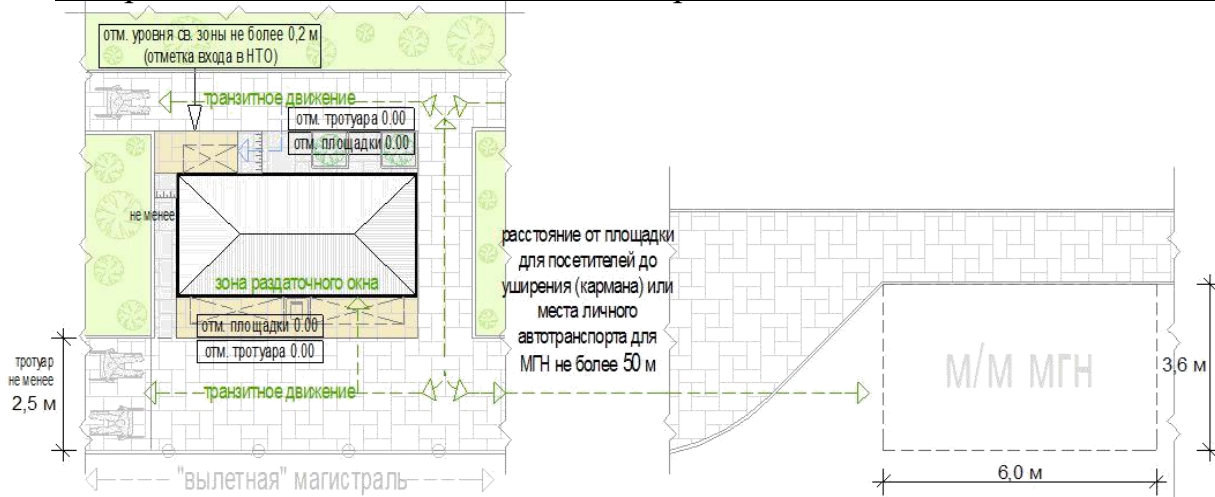 отм. уровня св. зоны не более 0,2 м
(отметка входа в НТО)
транзитное движение
отм. тротуара 0.00
отм. площадки 0.00
не менее
зона раздаточного окна
отм. площадки 0.00
отм. тротуара 0.00
транзитное движение
тротуар
не менее
2,5 м
"вылетная" магистраль
расстояние от площадки
для посетителей до
уширения (кармана) или
места личного
автотранспорта для
МГН не более 50 м
М/М МГН
3,6 м
6,0 м